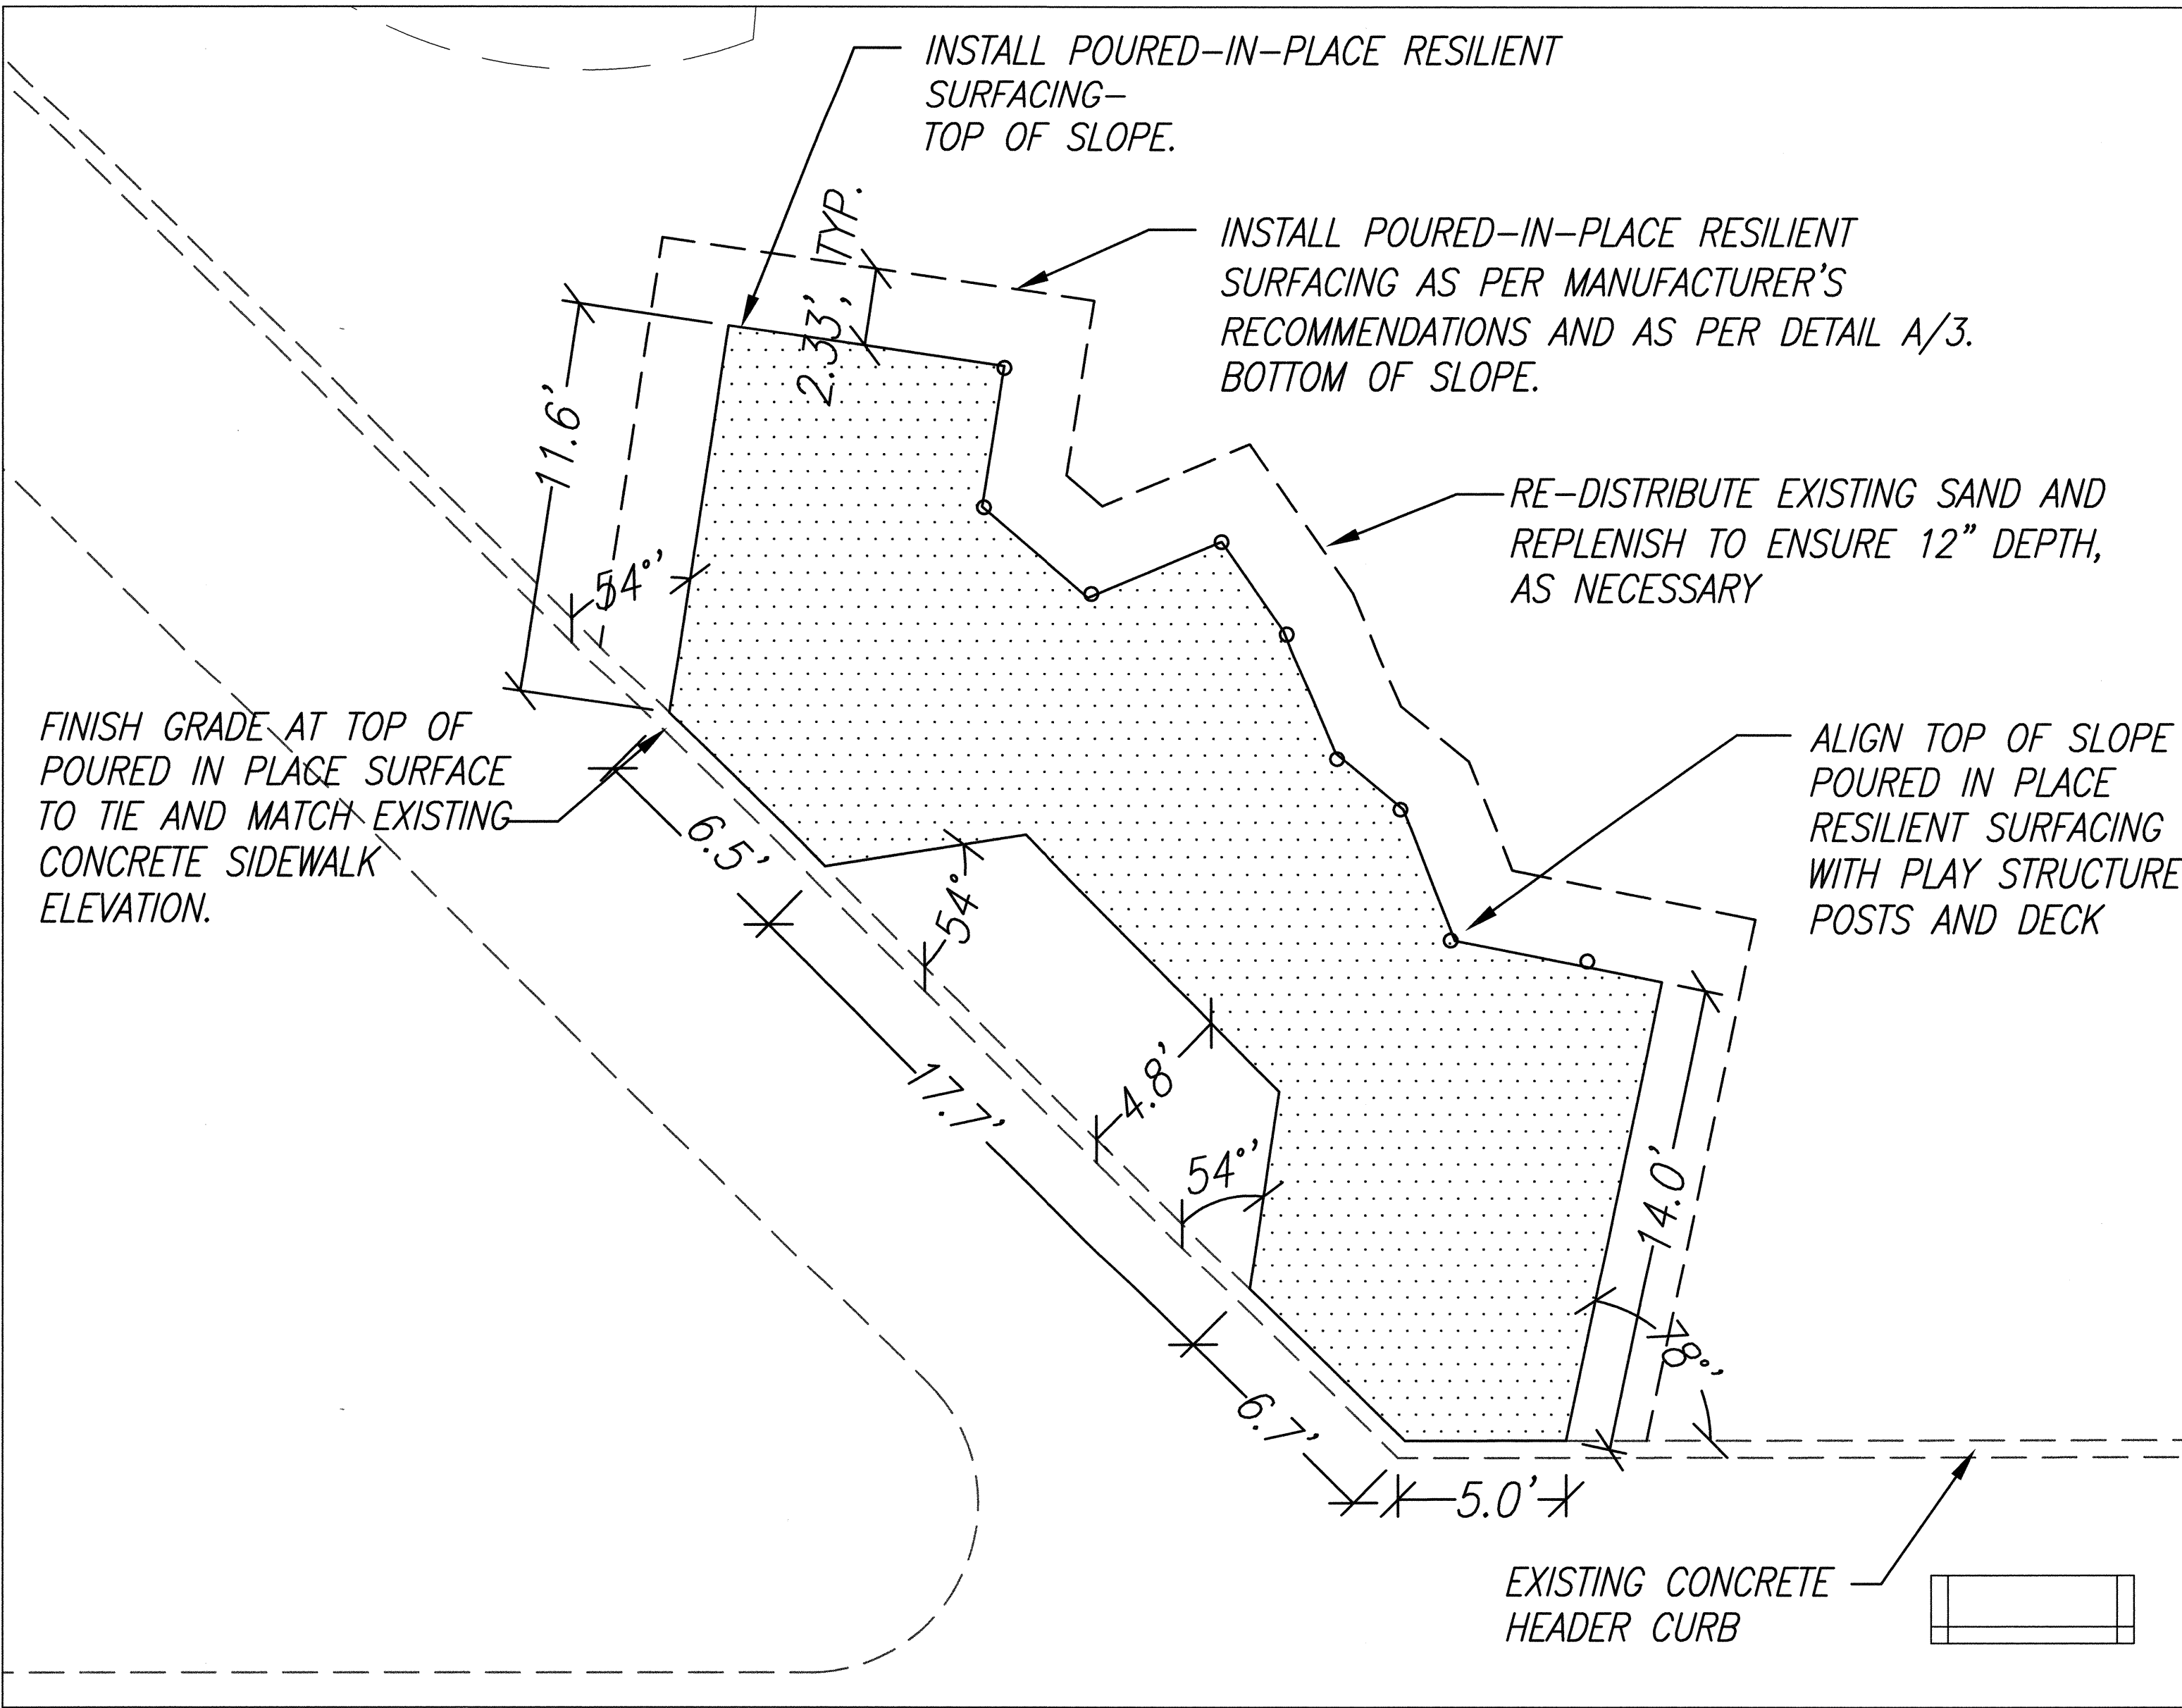 INSTALL POURED-IN-PLACE RESILIENT
SURFACING-
TOP OF SLOPE.
2.33' TYP.
INSTALL POURED-IN-PLACE RESILIENT
SURFACING AS PER MANUFACTURER'S
RECOMMENDATIONS AND AS PER DETAIL A/3.
BOTTOM OF SLOPE.
11.6'
RE-DISTRIBUTE EXISTING SAND AND
REPLENISH TO ENSURE 12" DEPTH,
AS NECESSARY
54°'
FINISH GRADE AT TOP OF
POURED IN PLACE SURFACE
TO TIE AND MATCH EXISTING
CONCRETE SIDEWALK
ELEVATION.
ALIGN TOP OF SLOPE
POURED IN PLACE
RESILIENT SURFACING
WITH PLAY STRUCTURE
POSTS AND DECK
6.5'
54°'
17.7'
4.8'
54°'
14.0'
78°'
6.7'
5.0'
EXISTING CONCRETE
HEADER CURB